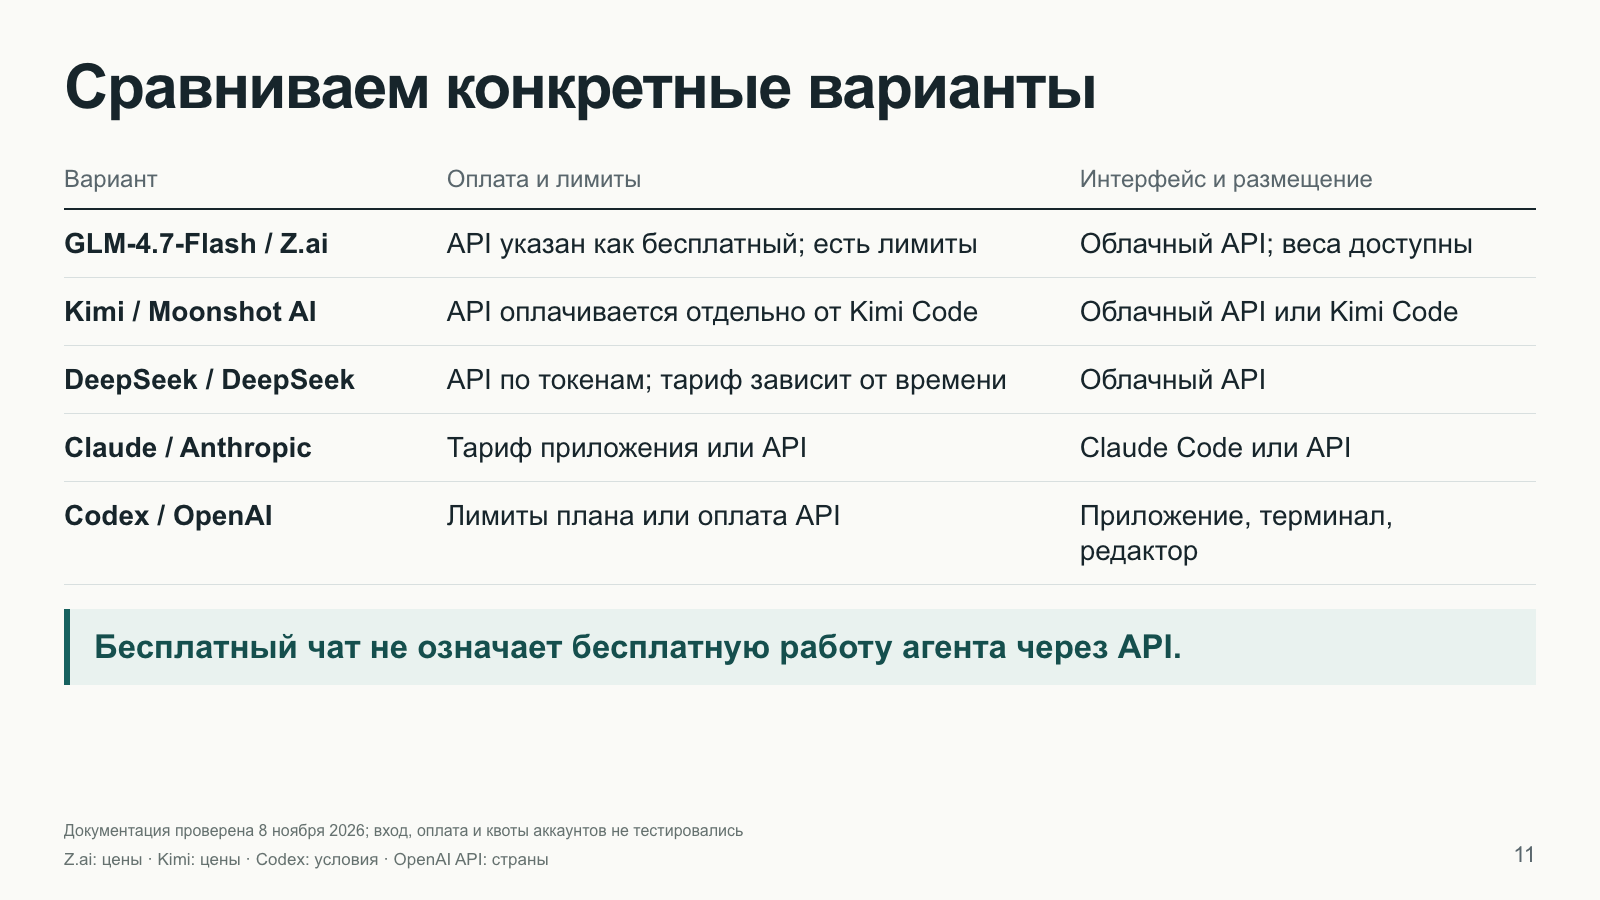 Сравниваем конкретные варианты
Вариант Оплата и лимиты Интерфейс и размещение
GLM-4.7-Flash / Z.ai API указан как бесплатный; есть лимиты Облачный API; веса доступны
Kimi / Moonshot AI API оплачивается отдельно от Kimi Code Облачный API или Kimi Code
DeepSeek / DeepSeek API по токенам; тариф зависит от времени Облачный API
Claude / Anthropic Тариф приложения или API Claude Code или API
Codex / OpenAI Лимиты плана или оплата API Приложение, терминал,
редактор
Бесплатный чат не означает бесплатную работу агента через API.
Документация проверена 8 ноября 2026; вход, оплата и квоты аккаунтов не тестировались
Z.ai: цены · Kimi: цены · Codex: условия · OpenAI API: страны
11